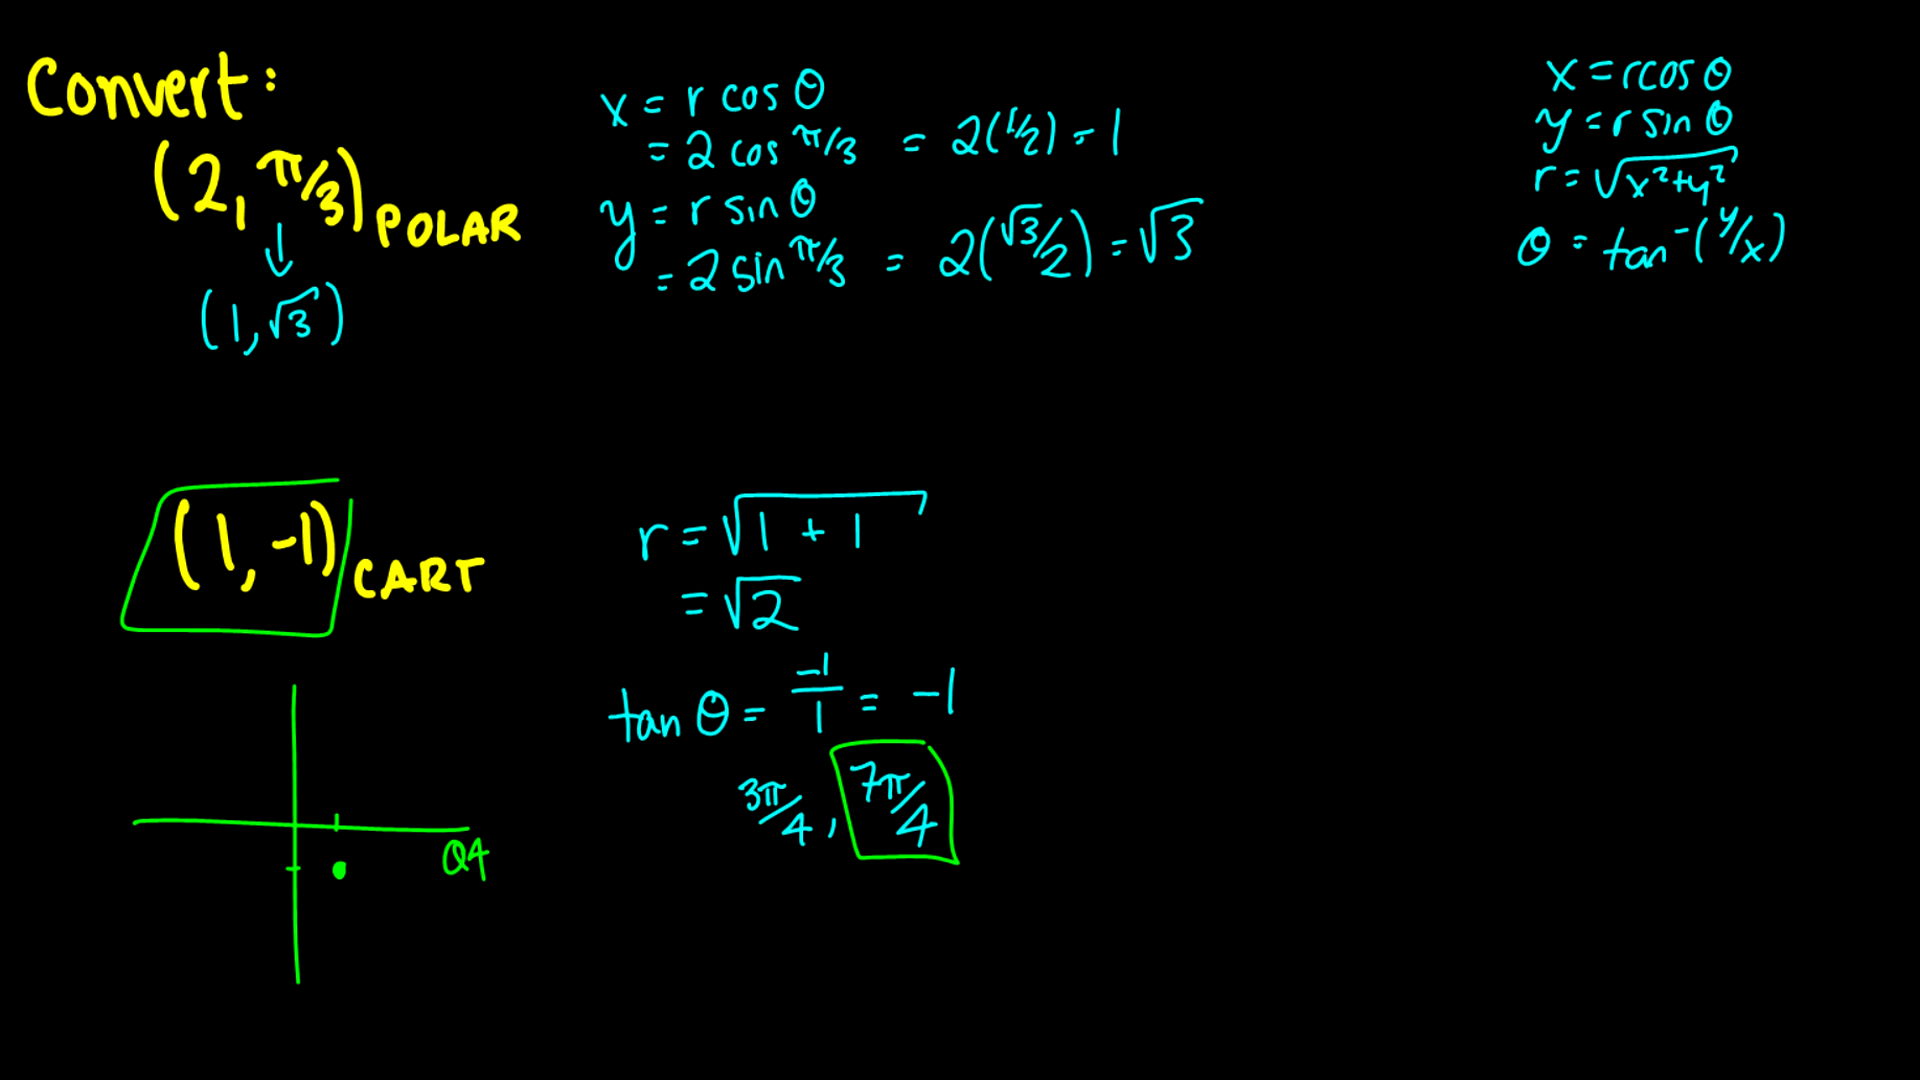 Convert:
(2, π/3) POLAR
↓
(1, √3)
x = r cos θ
= 2 cos π/3 = 2(1/2) = 1
y = r sin θ
= 2 sin π/3 = 2(√3/2) = √3
x = rcos θ
y = r sin θ
r = √x²+y²
θ = tan⁻(y/x)
(1, -1) CART
r = √1 + 1
= √2
tan θ = -1/1 = -1
3π/4, 7π/4
Q4